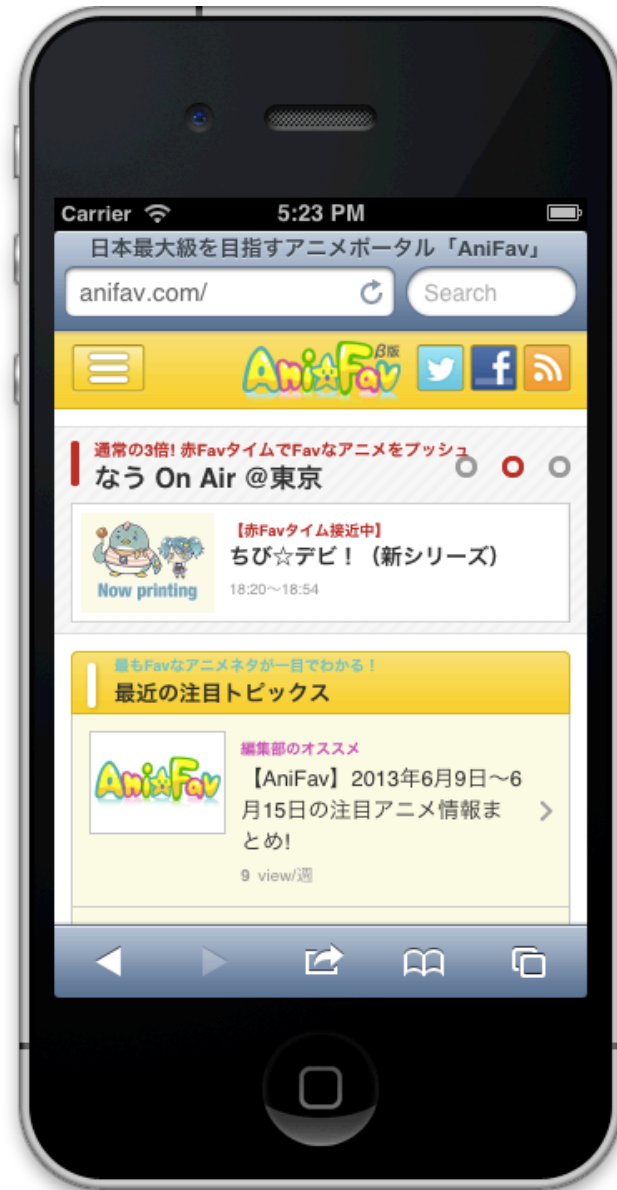 Carrier 5:23 PM
日本最大級を目指すアニメポータル「AniFav」
anifav.com/ Search
Ani☆Fav β版
通常の3倍! 赤FavタイムでFavなアニメをプッシュ
なう On Air @東京
【赤Favタイム接近中】
ちび☆デビ！（新シリーズ）
Now printing
18:20～18:54
最もFavなアニメネタが一目でわかる！
最近の注目トピックス
Ani☆Fav
編集部のオススメ
【AniFav】2013年6月9日〜6
月15日の注目アニメ情報ま
とめ!
9 view/週